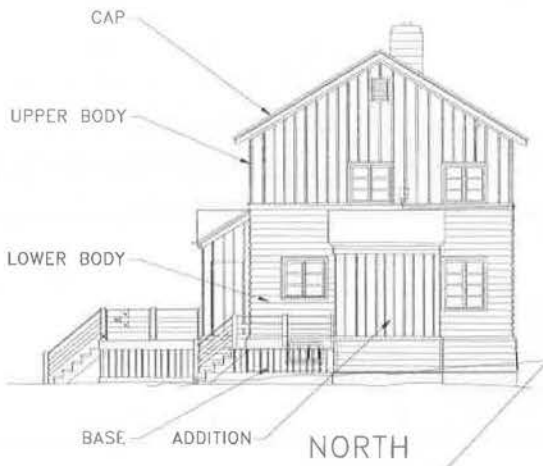 CAP
UPPER BODY
LOWER BODY
BASE
ADDITION
NORTH